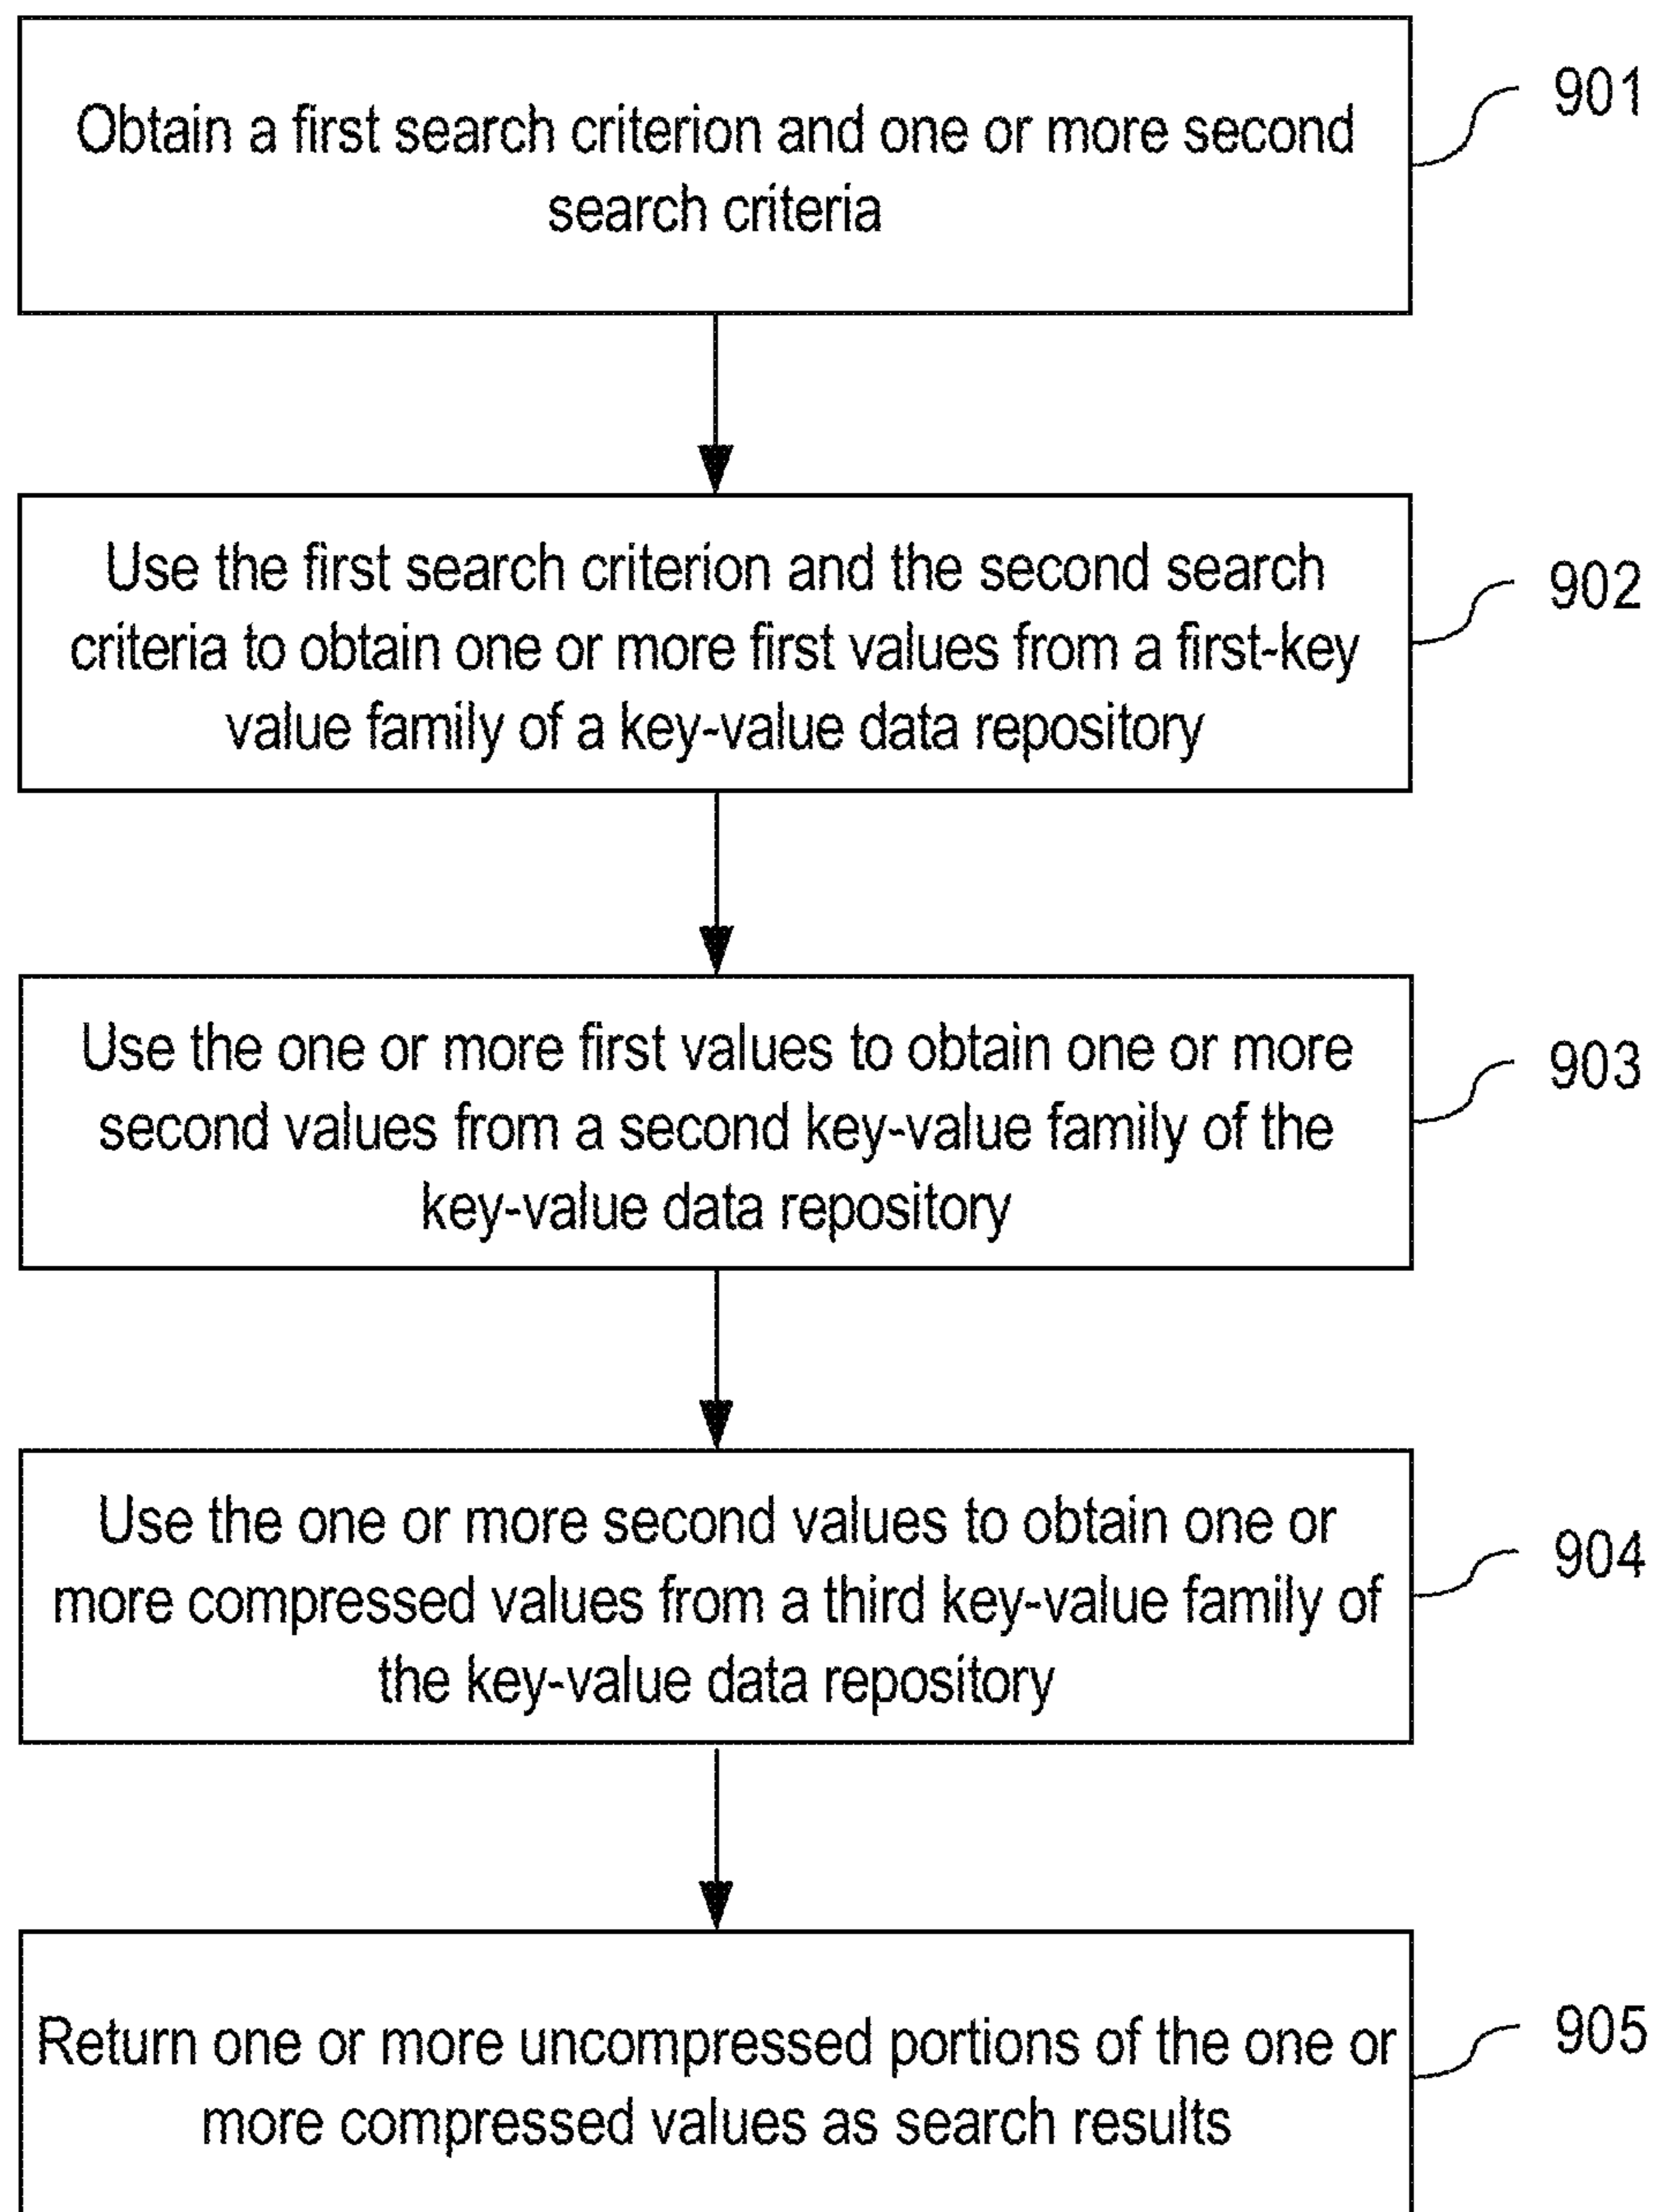 Obtain a first search criterion and one or more second
search criteria
901
Use the first search criterion and the second search
criteria to obtain one or more first values from a first-key
value family of a key-value data repository
902
Use the one or more first values to obtain one or more
second values from a second key-value family of the
key-value data repository
903
Use the one or more second values to obtain one or
more compressed values from a third key-value family of
the key-value data repository
904
Return one or more uncompressed portions of the one or
more compressed values as search results
905